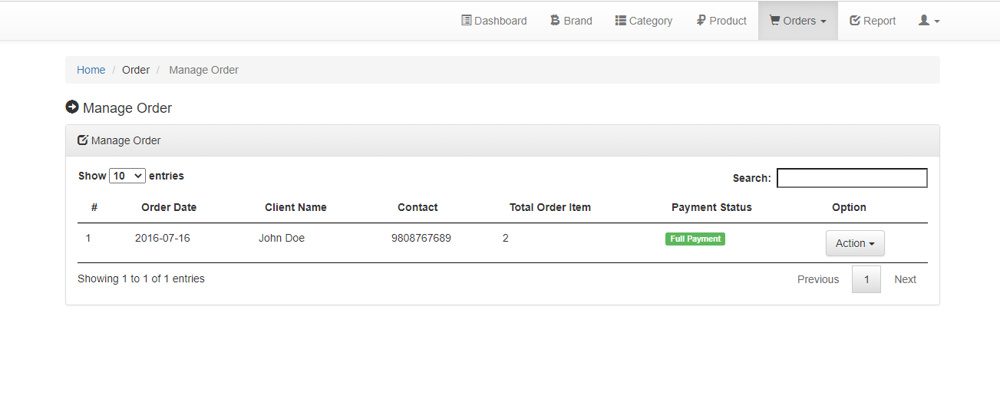 Dashboard Brand Category Product Orders Report
Home / Order / Manage Order
Manage Order
Manage Order
Show 10 entries Search:
# Order Date Client Name Contact Total Order Item Payment Status Option
1 2016-07-16 John Doe 9808767689 2 Full Payment Action
Showing 1 to 1 of 1 entries Previous 1 Next